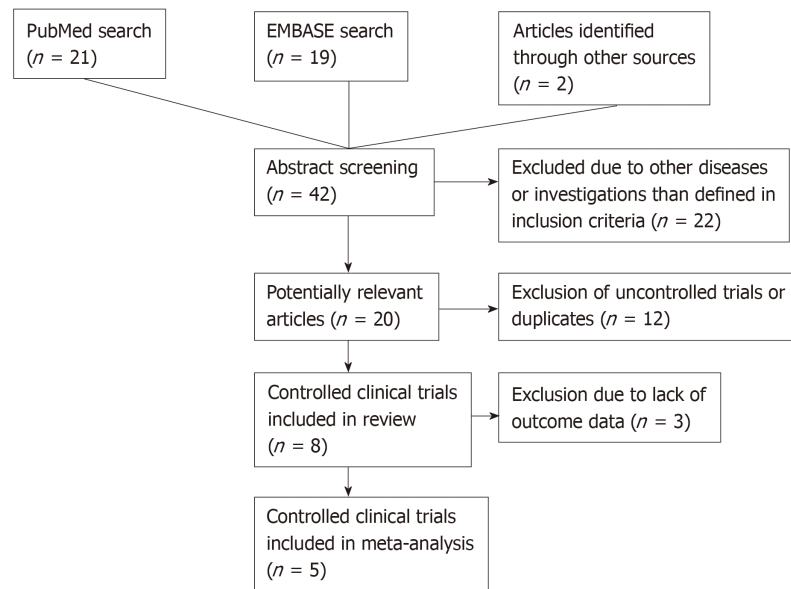 PubMed search
(n = 21)
EMBASE search
(n = 19)
Articles identified
through other sources
(n = 2)
Abstract screening
(n = 42)
Excluded due to other diseases
or investigations than defined in
inclusion criteria (n = 22)
Potentially relevant
articles (n = 20)
Exclusion of uncontrolled trials or
duplicates (n = 12)
Controlled clinical trials
included in review
(n = 8)
Exclusion due to lack of
outcome data (n = 3)
Controlled clinical trials
included in meta-analysis
(n = 5)